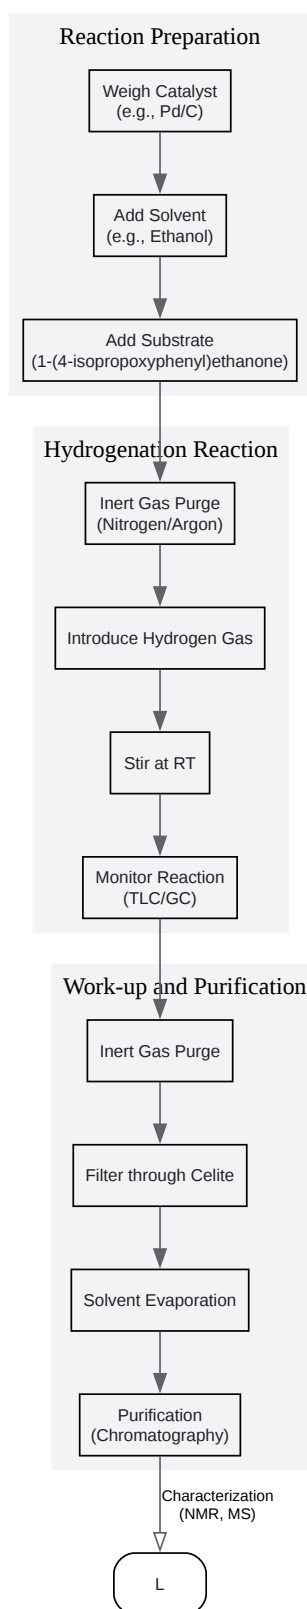 Reaction Preparation
Weigh Catalyst
(e.g., Pd/C)
Add Solvent
(e.g., Ethanol)
Add Substrate
(1-(4-isopropoxyphenyl)ethanone)
Hydrogenation Reaction
Inert Gas Purge
(Nitrogen/Argon)
Introduce Hydrogen Gas
Stir at RT
Monitor Reaction
(TLC/GC)
Work-up and Purification
Inert Gas Purge
Filter through Celite
Solvent Evaporation
Purification
(Chromatography)
Characterization
(NMR, MS)
L